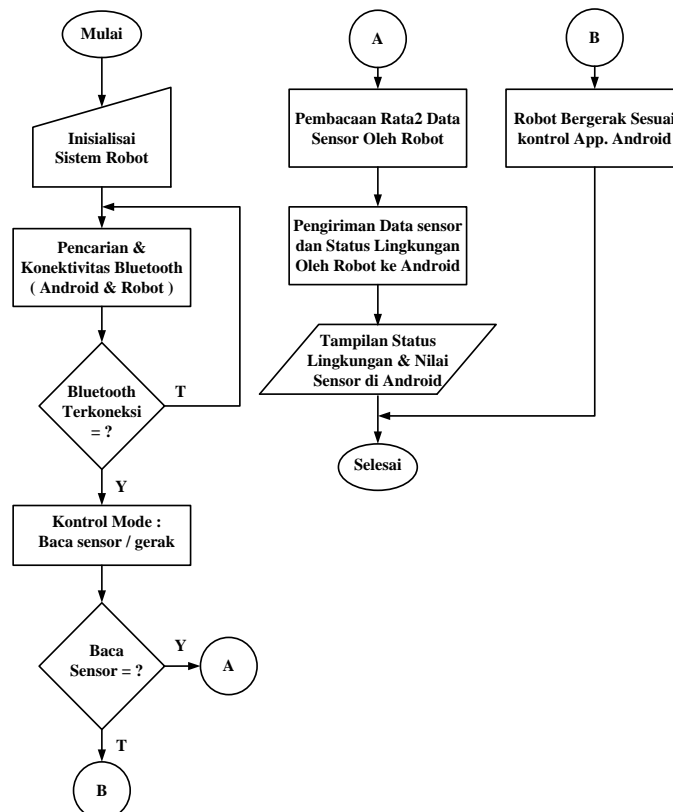 Mulai
Inisialisai
Sistem Robot
Pencarian &
Konektivitas Bluetooth
( Android & Robot )
Bluetooth
Terkoneksi
= ?
T
Y
Kontrol Mode :
Baca sensor / gerak
Baca
Sensor = ?
Y
A
T
B
A
Pembacaan Rata2 Data
Sensor Oleh Robot
Pengiriman Data sensor
dan Status Lingkungan
Oleh Robot ke Android
Tampilan Status
Lingkungan & Nilai
Sensor di Android
Selesai
B
Robot Bergerak Sesuai
kontrol App. Android